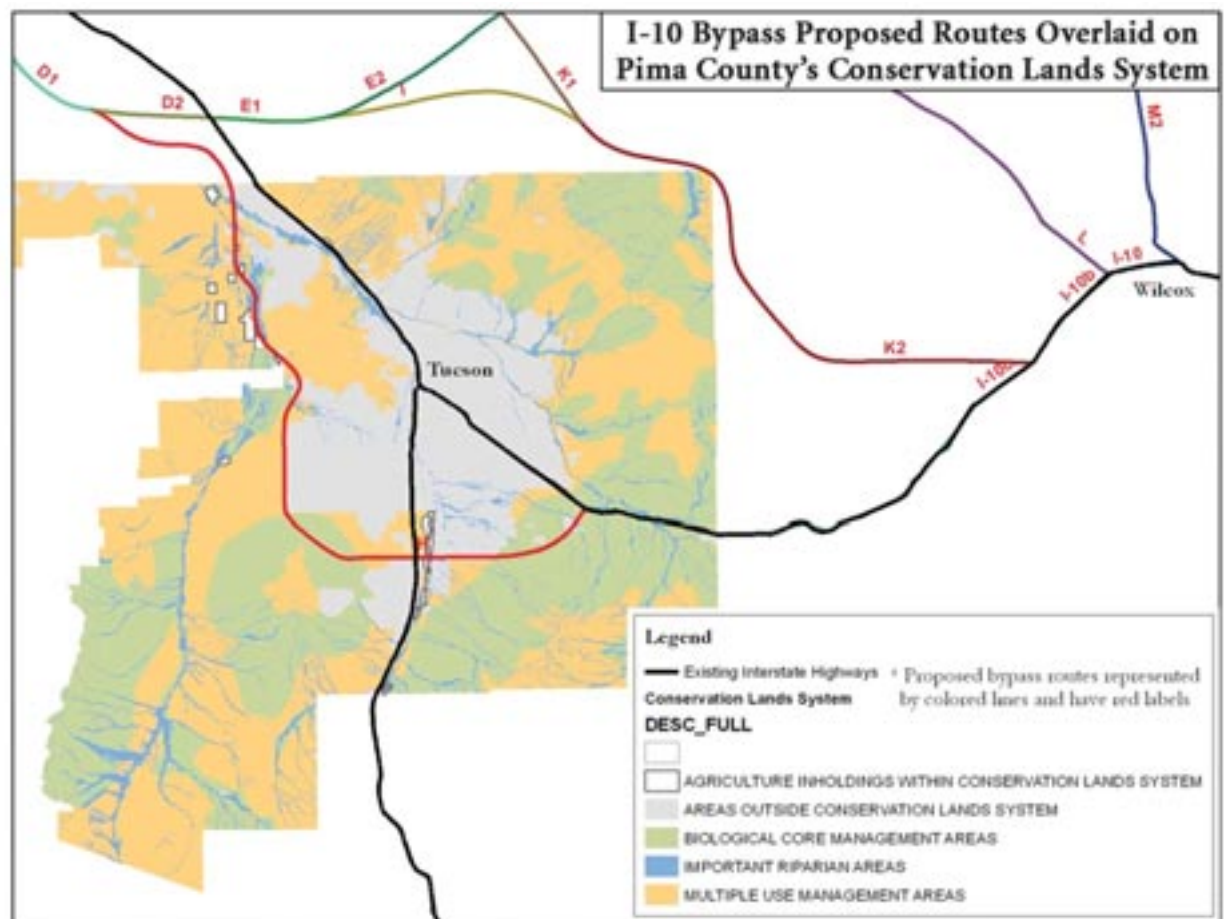 I-10 Bypass Proposed Routes Overlaid on
Pima County's Conservation Lands System
D1
D2
E1
E2
I
K1
M2
L
I-10
I-10b
Wilcox
K2
Tucson
Legend
Existing Interstate Highways
* Proposed bypass routes represented
by colored lines and have red labels
Conservation Lands System
DESC_FULL
AGRICULTURE INHOLDINGS WITHIN CONSERVATION LANDS SYSTEM
AREAS OUTSIDE CONSERVATION LANDS SYSTEM
BIOLOGICAL CORE MANAGEMENT AREAS
IMPORTANT RIPARIAN AREAS
MULTIPLE USE MANAGEMENT AREAS